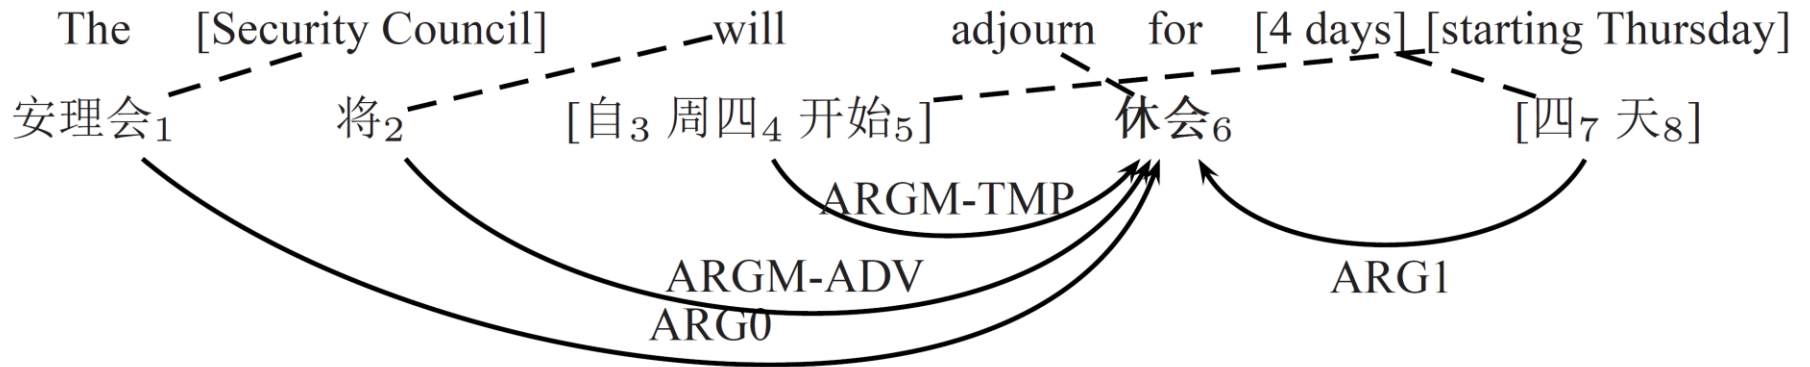 The [Security Council] will adjourn for [4 days] [starting Thursday]
安理会1 将2 [自3 周四4 开始5] 休会6 [四7 天8]
ARGM-TMP
ARGM-ADV ARG1
ARG0